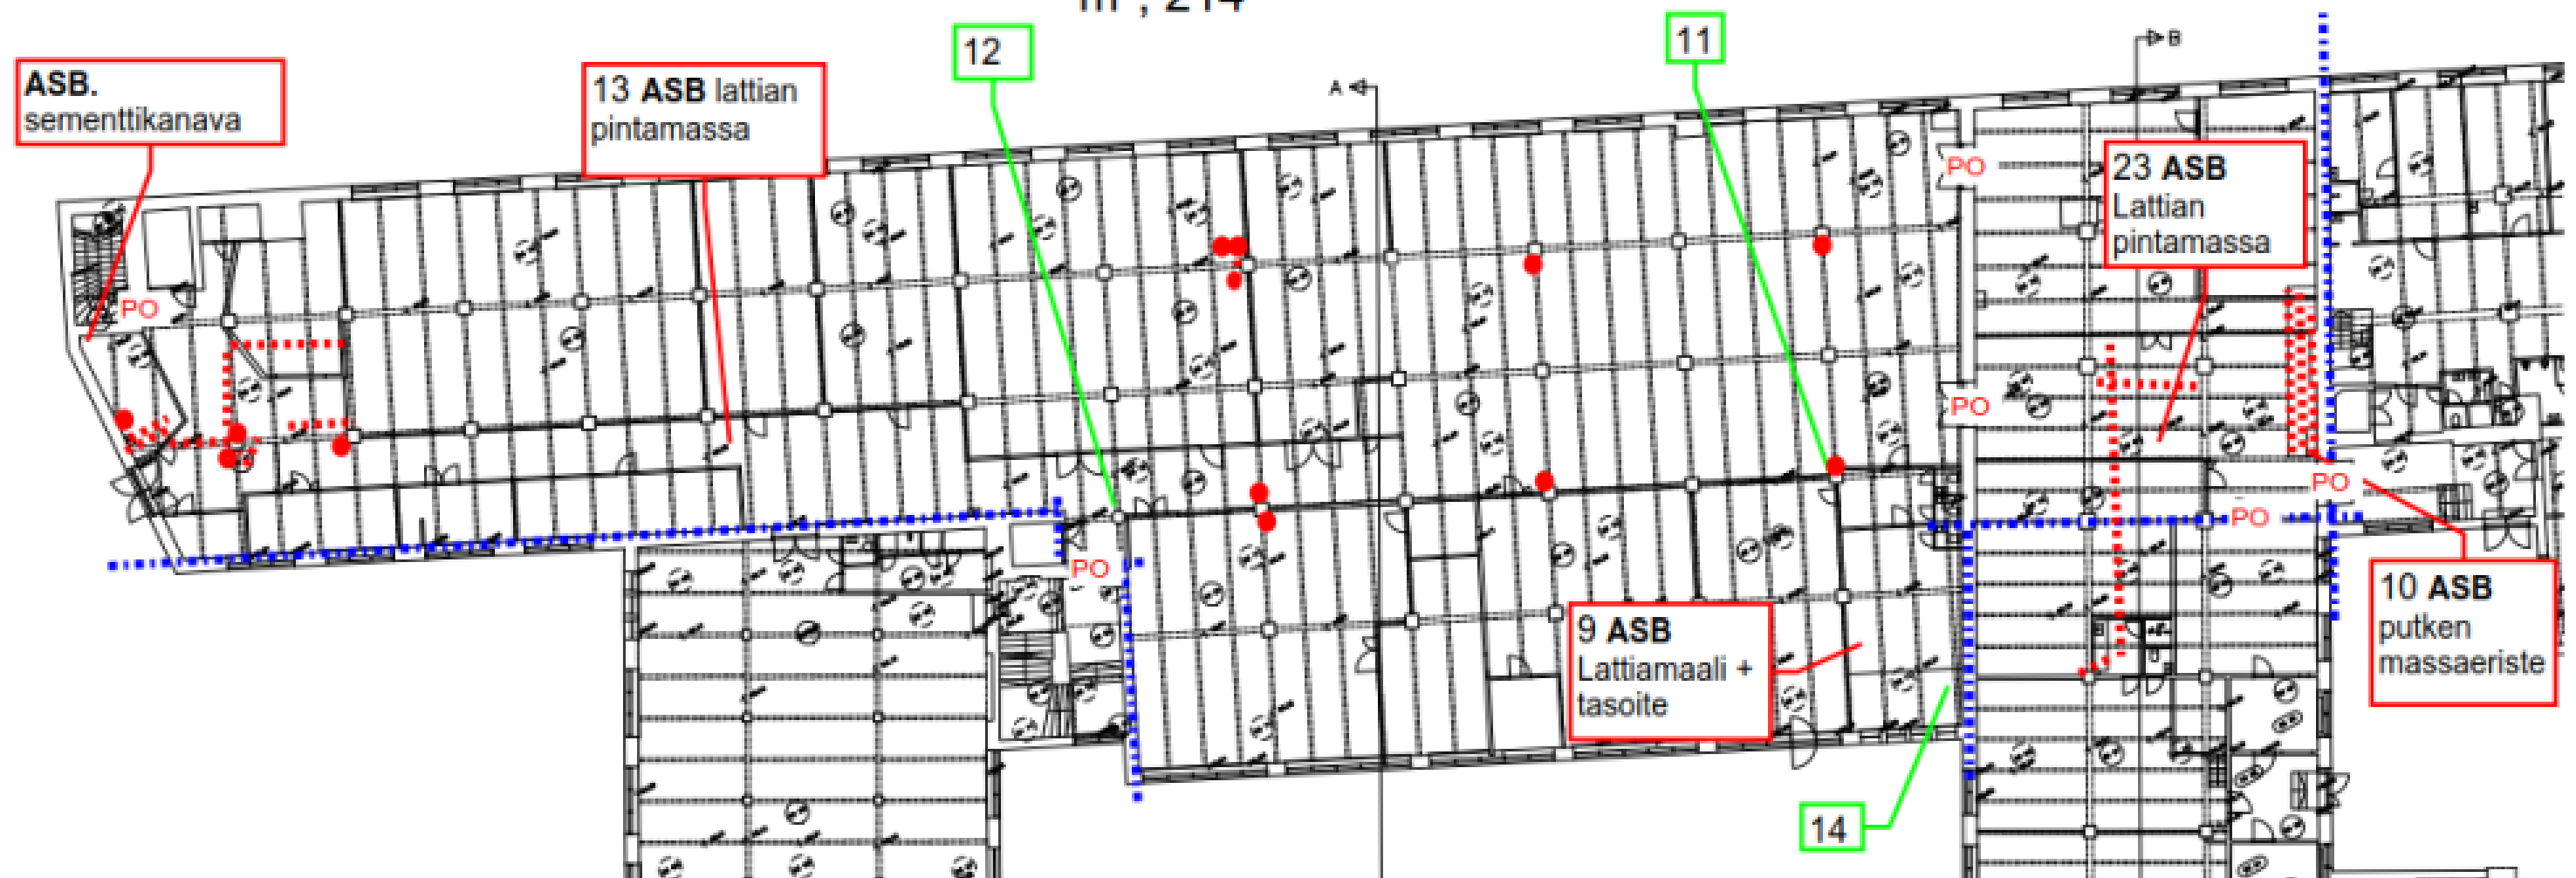 12
11
B
ASB.
sementtikanava
13 ASB lattian
pintamassa
A
PO
23 ASB
Lattian
pintamassa
PO
PO
PO
PO
PO
10 ASB
putken
massaeriste
9 ASB
Lattiamaali +
tasoite
14